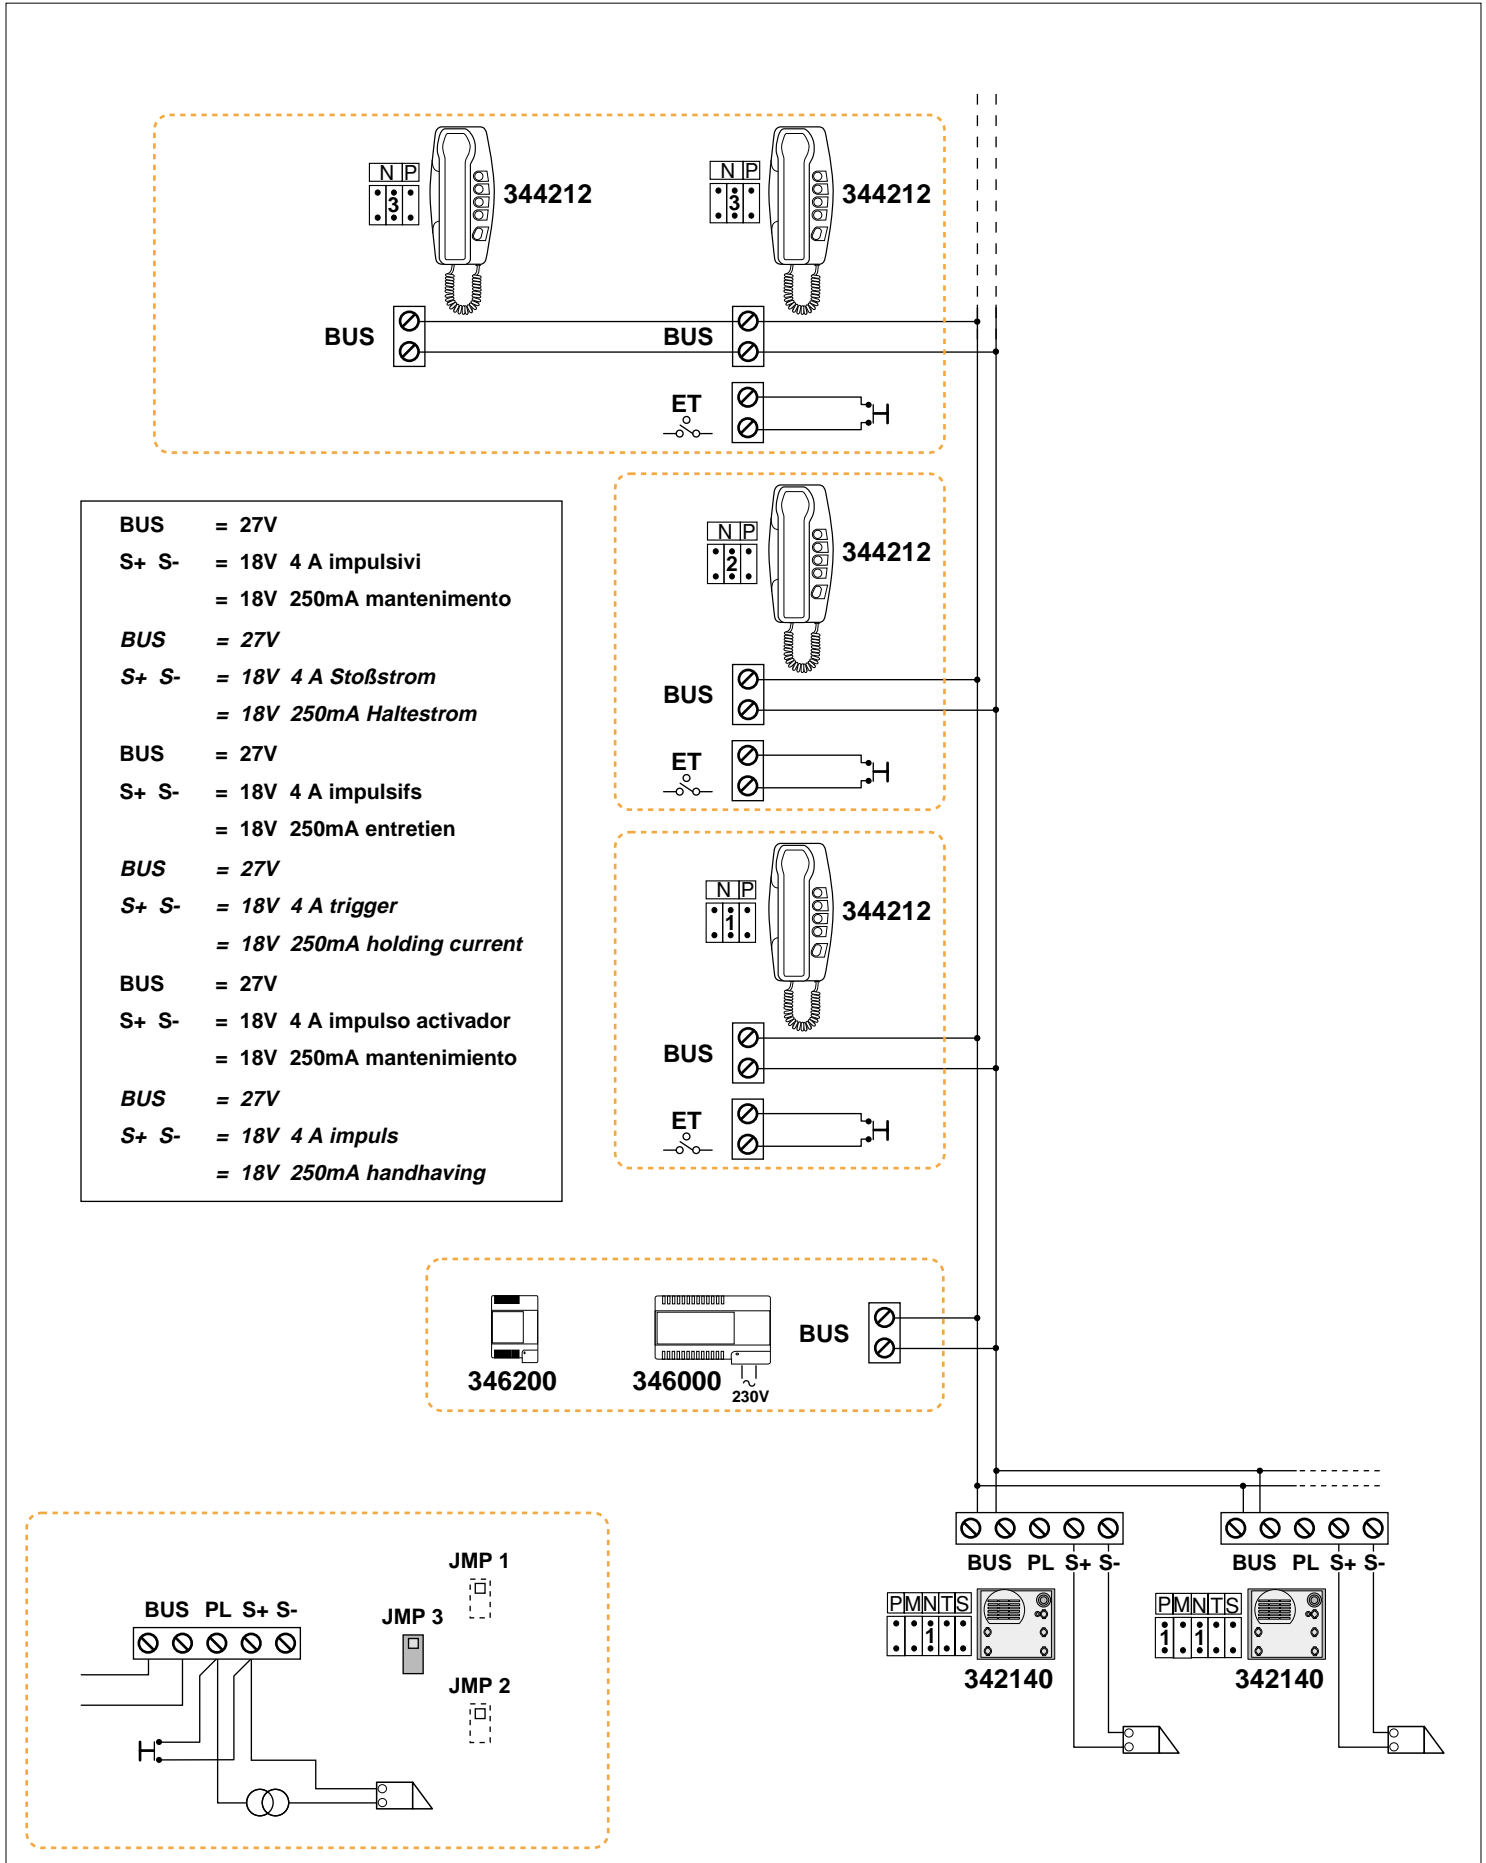 N P
3
344212
N P
3
344212
BUS
BUS
ET
N P
2
344212
BUS
ET
N P
1
344212
BUS
ET
BUS = 27V
S+ S- = 18V 4 A impulsivi
= 18V 250mA mantenimento
BUS = 27V
S+ S- = 18V 4 A Stoßstrom
= 18V 250mA Haltestrom
BUS = 27V
S+ S- = 18V 4 A impulsifs
= 18V 250mA entretien
BUS = 27V
S+ S- = 18V 4 A trigger
= 18V 250mA holding current
BUS = 27V
S+ S- = 18V 4 A impulso activador
= 18V 250mA mantenimiento
BUS = 27V
S+ S- = 18V 4 A impuls
= 18V 250mA handhaving
346200
346000
230V
BUS
BUS PL S+ S-
PMNTS
1
342140
BUS PL S+ S-
PMNTS
1 1
342140
BUS PL S+ S-
JMP 1
JMP 3
JMP 2